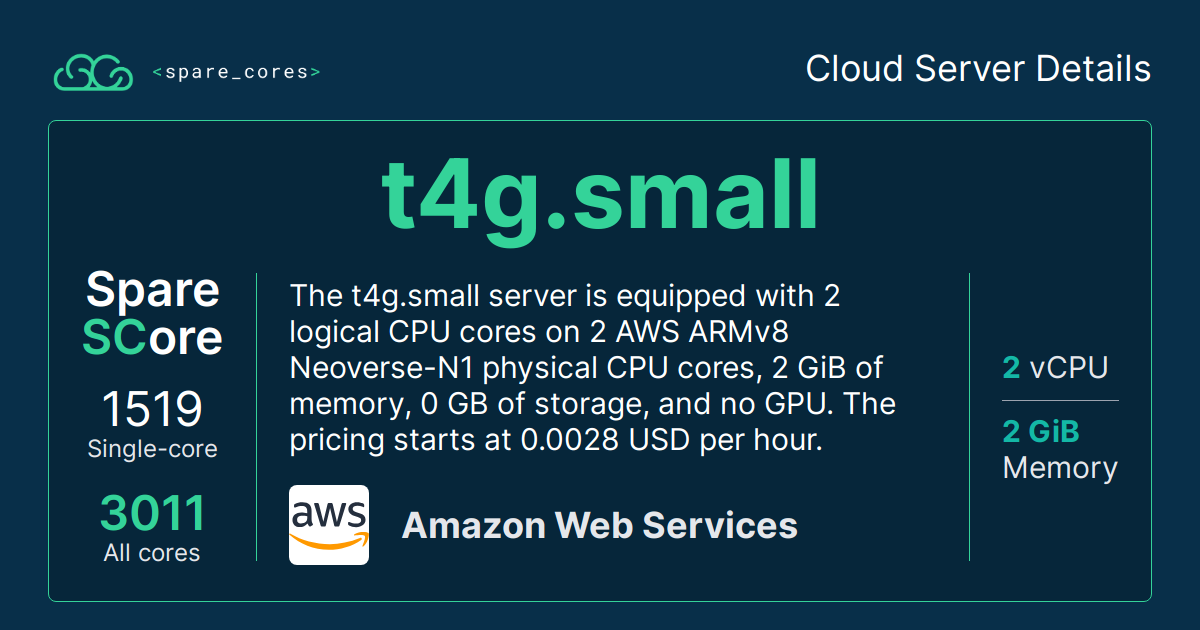 <spare_cores>
Cloud Server Details
t4g.small
Spare
SCore
1519
Single-core
3011
All cores
The t4g.small server is equipped with 2
logical CPU cores on 2 AWS ARMv8
Neoverse-N1 physical CPU cores, 2 GiB of
memory, 0 GB of storage, and no GPU. The
pricing starts at 0.0028 USD per hour.
aws
Amazon Web Services
2 vCPU
2 GiB
Memory